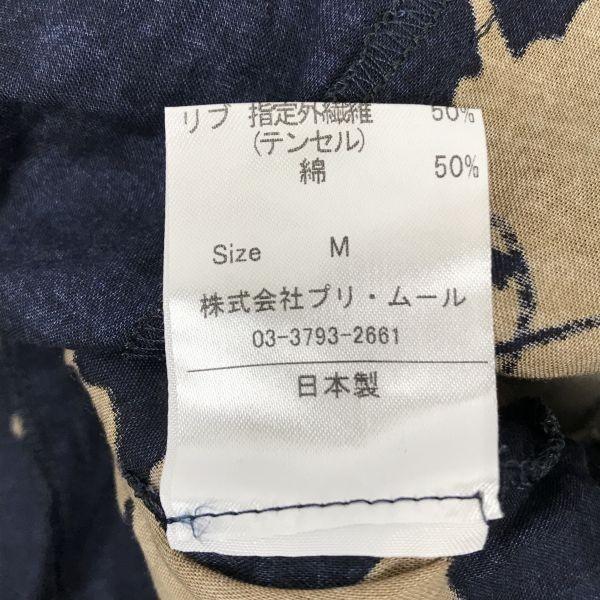 リブ 指定外繊維 50%
(テンセル)
綿 50%
Size M
株式会社プリ・ムール
03-3793-2661
日本製